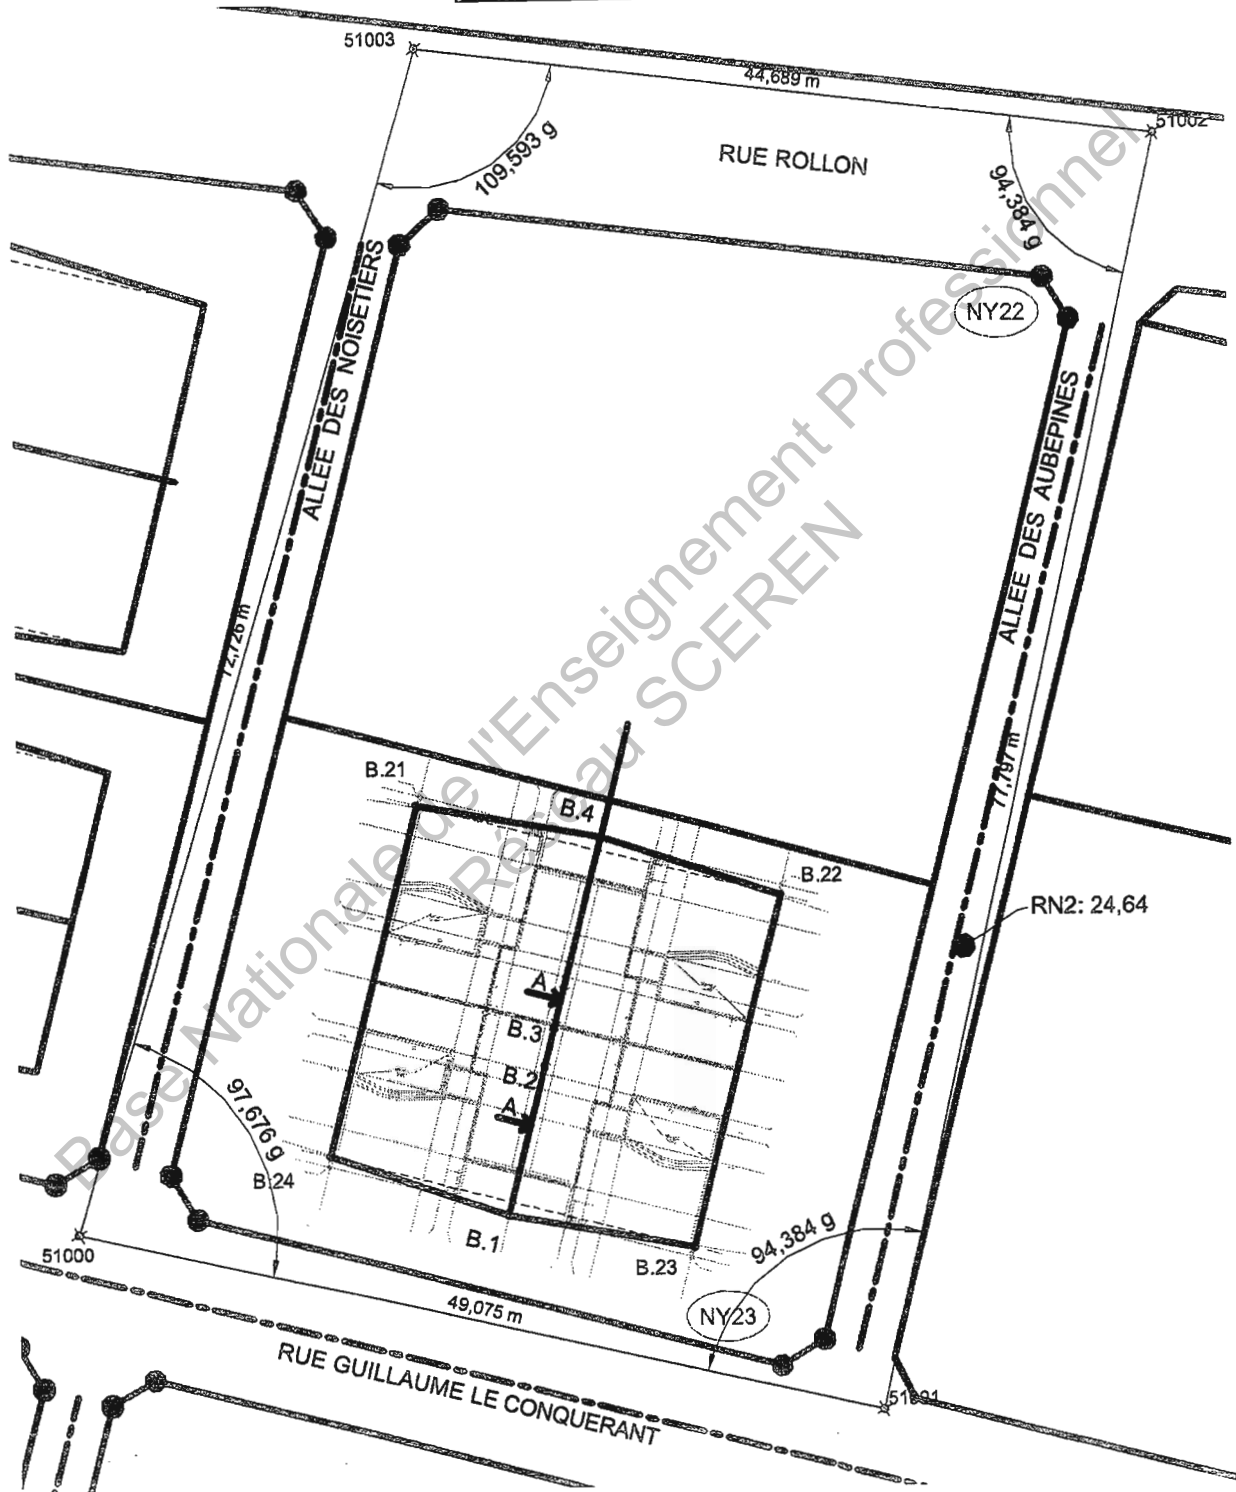 51003
44,689 m
51002
109,593 g
RUE ROLLON
94,384 g
NY22
ALLEE DES NOISETIERS
ALLEE DES AUBEPINES
72,726 m
77,797 m
B.21
B.4
B.22
RN2: 24,64
A
B.3
B.2
A
97,676 g
B.24
B.1
B.23
94,384 g
51000
49,075 m
NY23
RUE GUILLAUME LE CONQUERANT
Base Nationale de l'Enseignement Professionnel
Réseau SCEREN